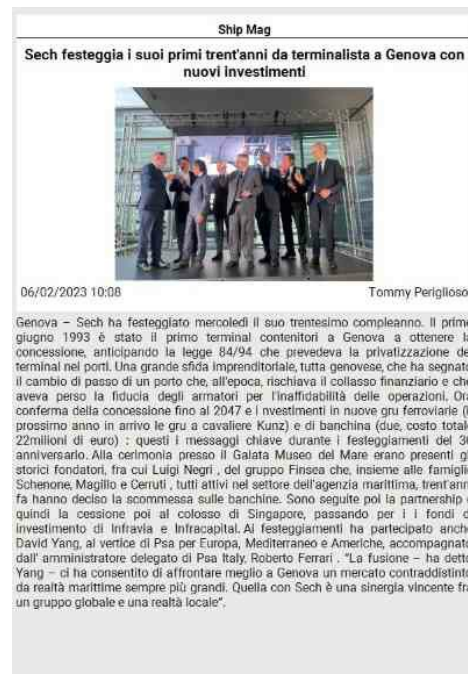 Ship Mag
Sech festeggia i suoi primi trent'anni da terminalista a Genova con
nuovi investimenti
06/02/2023 10:08
Tommy Periglioso
Genova – Sech ha festeggiato mercoledì il suo trentesimo compleanno. Il primo
giugno 1993 è stato il primo terminal contenitori a Genova a ottenere la
concessione, anticipando la legge 84/94 che prevedeva la privatizzazione dei
terminal nei porti. Una grande sfida imprenditoriale, tutta genovese, che ha segnato
il cambio di passo di un porto che, all'epoca, rischiava il collasso finanziario e che
aveva perso la fiducia degli armatori per l'inaffidabilità delle operazioni. Ora
conferma della concessione fino al 2047 e i nvestimenti in nuove gru ferroviarie (il
prossimo anno in arrivo le gru a cavaliere Kunz) e di banchina (due, costo totale
22milioni di euro) : questi i messaggi chiave durante i festeggiamenti del 30
anniversario. Alla cerimonia presso il Galata Museo del Mare erano presenti gli
storici fondatori, fra cui Luigi Negri , del gruppo Finsea che, insieme alle famiglie
Schenone, Magillo e Cerruti , tutti attivi nel settore dell'agenzia marittima, trent'anni
fa hanno deciso la scommessa sulle banchine. Sono seguite poi la partnership e
quindi la cessione poi al colosso di Singapore, passando per i i fondi di
investimento di Infravia e Infracapital. Ai festeggiamenti ha partecipato anche
David Yang, al vertice di Psa per Europa, Mediterraneo e Americhe, accompagnato
dall' amministratore delegato di Psa Italy, Roberto Ferrari . "La fusione – ha detto
Yang – ci ha consentito di affrontare meglio a Genova un mercato contraddistinto
da realtà marittime sempre più grandi. Quella con Sech è una sinergia vincente fra
un gruppo globale e una realtà locale".